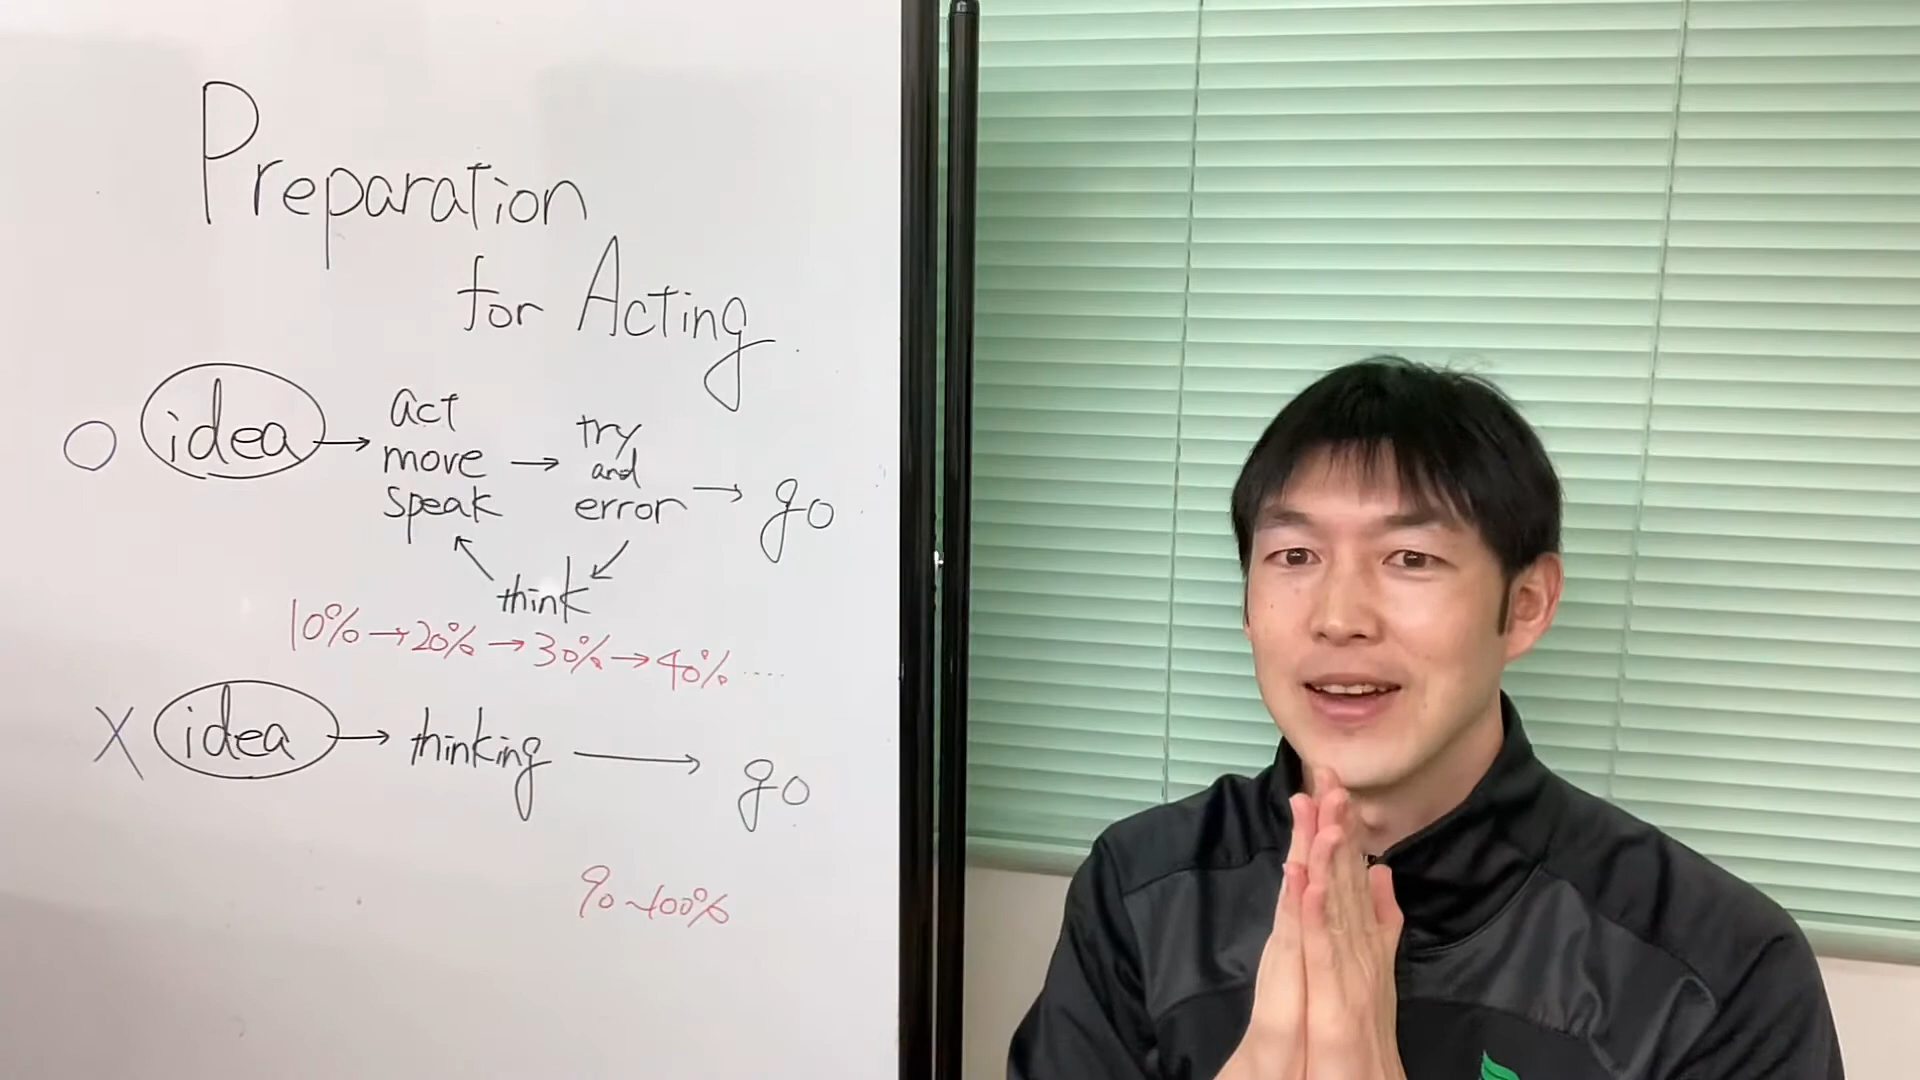 Preparation
for Acting
○ idea → act move speak → try and error → go
think
10% → 20% → 30% → 40% ····
X idea → thinking → go
90~100%